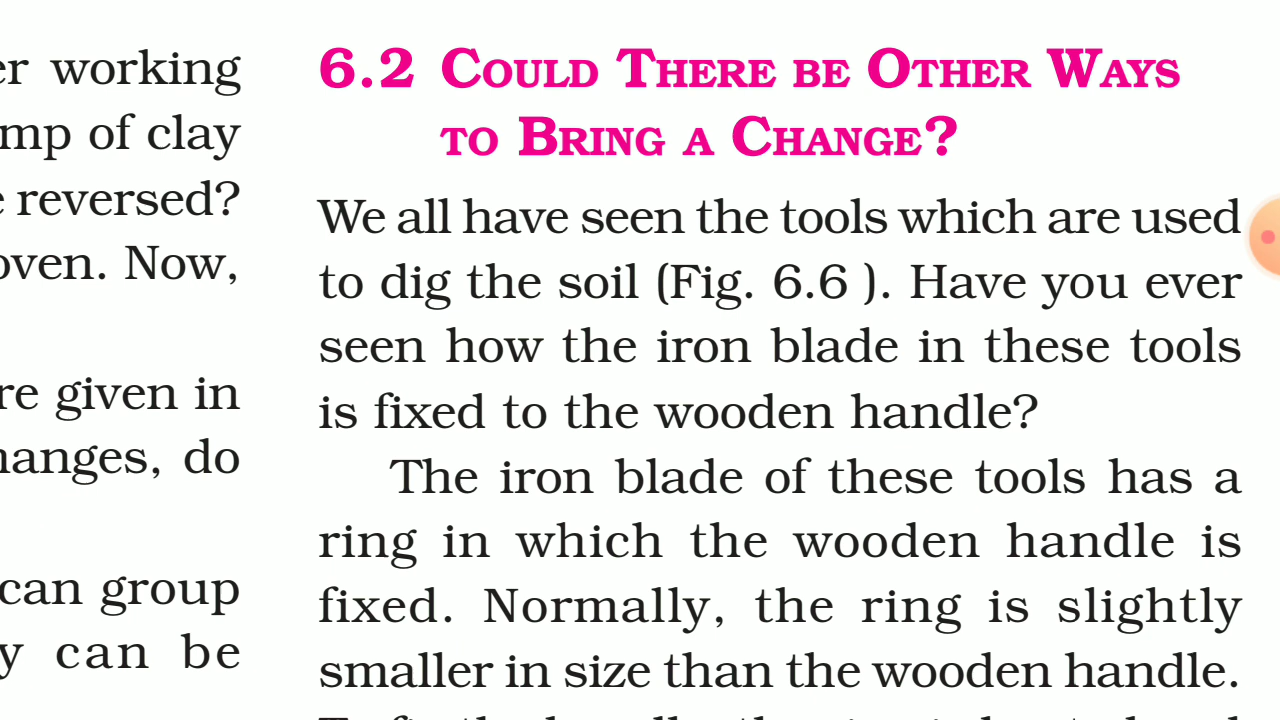 er working
mp of clay
e reversed?
oven. Now,
re given in
hanges, do
can group
y can be
6.2 COULD THERE BE OTHER WAYS
TO BRING A CHANGE?
We all have seen the tools which are used
to dig the soil (Fig. 6.6 ). Have you ever
seen how the iron blade in these tools
is fixed to the wooden handle?
The iron blade of these tools has a
ring in which the wooden handle is
fixed. Normally, the ring is slightly
smaller in size than the wooden handle.